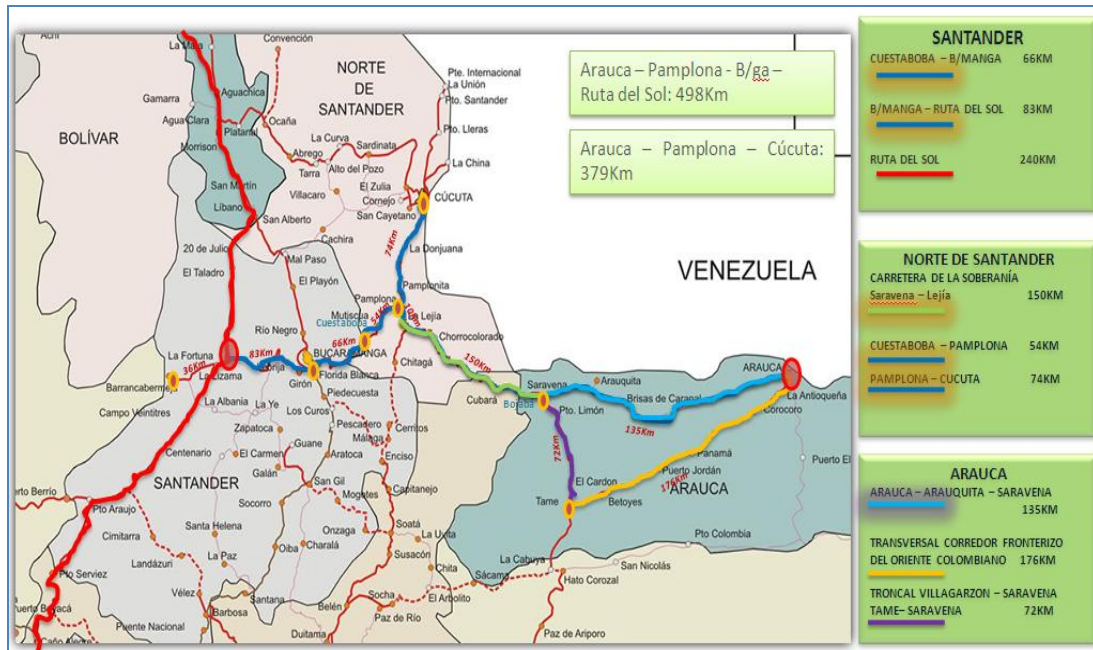 Arauca – Pamplona - B/ga –
Ruta del Sol: 498Km
Arauca – Pamplona – Cúcuta:
379Km
SANTANDER
CUESTABOBA – B/MANGA 66KM
B/MANGA – RUTA DEL SOL 83KM
RUTA DEL SOL 240KM
NORTE DE SANTANDER
CARRETERA DE LA SOBERANÍA
Saravena – Lejía 150KM
CUESTABOBA – PAMPLONA 54KM
PAMPLONA – CUCUTA 74KM
ARAUCA
ARAUCA – ARAUQUITA – SARAVENA
135KM
TRANSVERSAL CORREDOR FRONTERIZO
DEL ORIENTE COLOMBIANO 176KM
TRONCAL VILLAGARZON – SARAVENA
TAME– SARAVENA 72KM
La Mata
Convención
NORTE
DE SANTANDER
Pte. Internacional
La Unión
Pto. Santander
Aguachica
Gamarra
Agua Clara
Ocaña
Platanal
BOLÍVAR
Morrison
La Curva
Sardinata
Pto. Lleras
Abrego
Tarra
Alto del Pozo
La China
San Martín
Villacaro
El Zulia
Cornejo
CÚCUTA
Líbano
San Alberto
San Cayetano
Cachira
20 de Julio
Mal Paso
74Km
La Donjuana
El Taladro
El Playón
VENEZUELA
Pamplonita
Pamplona
Mutiscua
54Km
La Lejía
Cuestaboba
Río Negro
Chorrocolorado
66Km
BUCARAMANGA
La Fortuna
83Km
Chitagá
150Km
36Km
La Lizama
Girón
Florida Blanca
Barrancabermeja
Piedecuesta
Saravena
Arauquita
ARAUCA
La Antioqueña
Campo Veintitres
La Albania
La Ye
Los Curos
Cubará
Bojabá
Brisas de Caranal
Pto. Limón
Corocoro
Zapatoca
Pescadero
Cerritos
135Km
Guane
Málaga
72Km
Centenario
El Carmen
Aratoca
Enciso
Panamá
Galán
Puerto Jordán
Puerto El
SANTANDER
San Gil
El Cardon
176Km
ARAUCA
erto Berrío
Mogotes
Capitanejo
Tame
Betoyes
Pto Araujo
Socorro
Santa Helena
Onzaga
Soatá
Cimitarra
La Uvita
Pto Colombia
Oiba
Charalá
La Paz
Susacón
La Cabuya
San Nicolás
Landázuri
Chita
Pto Serviez
Sácama
Hato Corozal
Vélez
Santana
Socha
El Arbolito
Barbosa
Belén
Paz de Río
Puente Nacional
Duitama
Paz de Ariporo